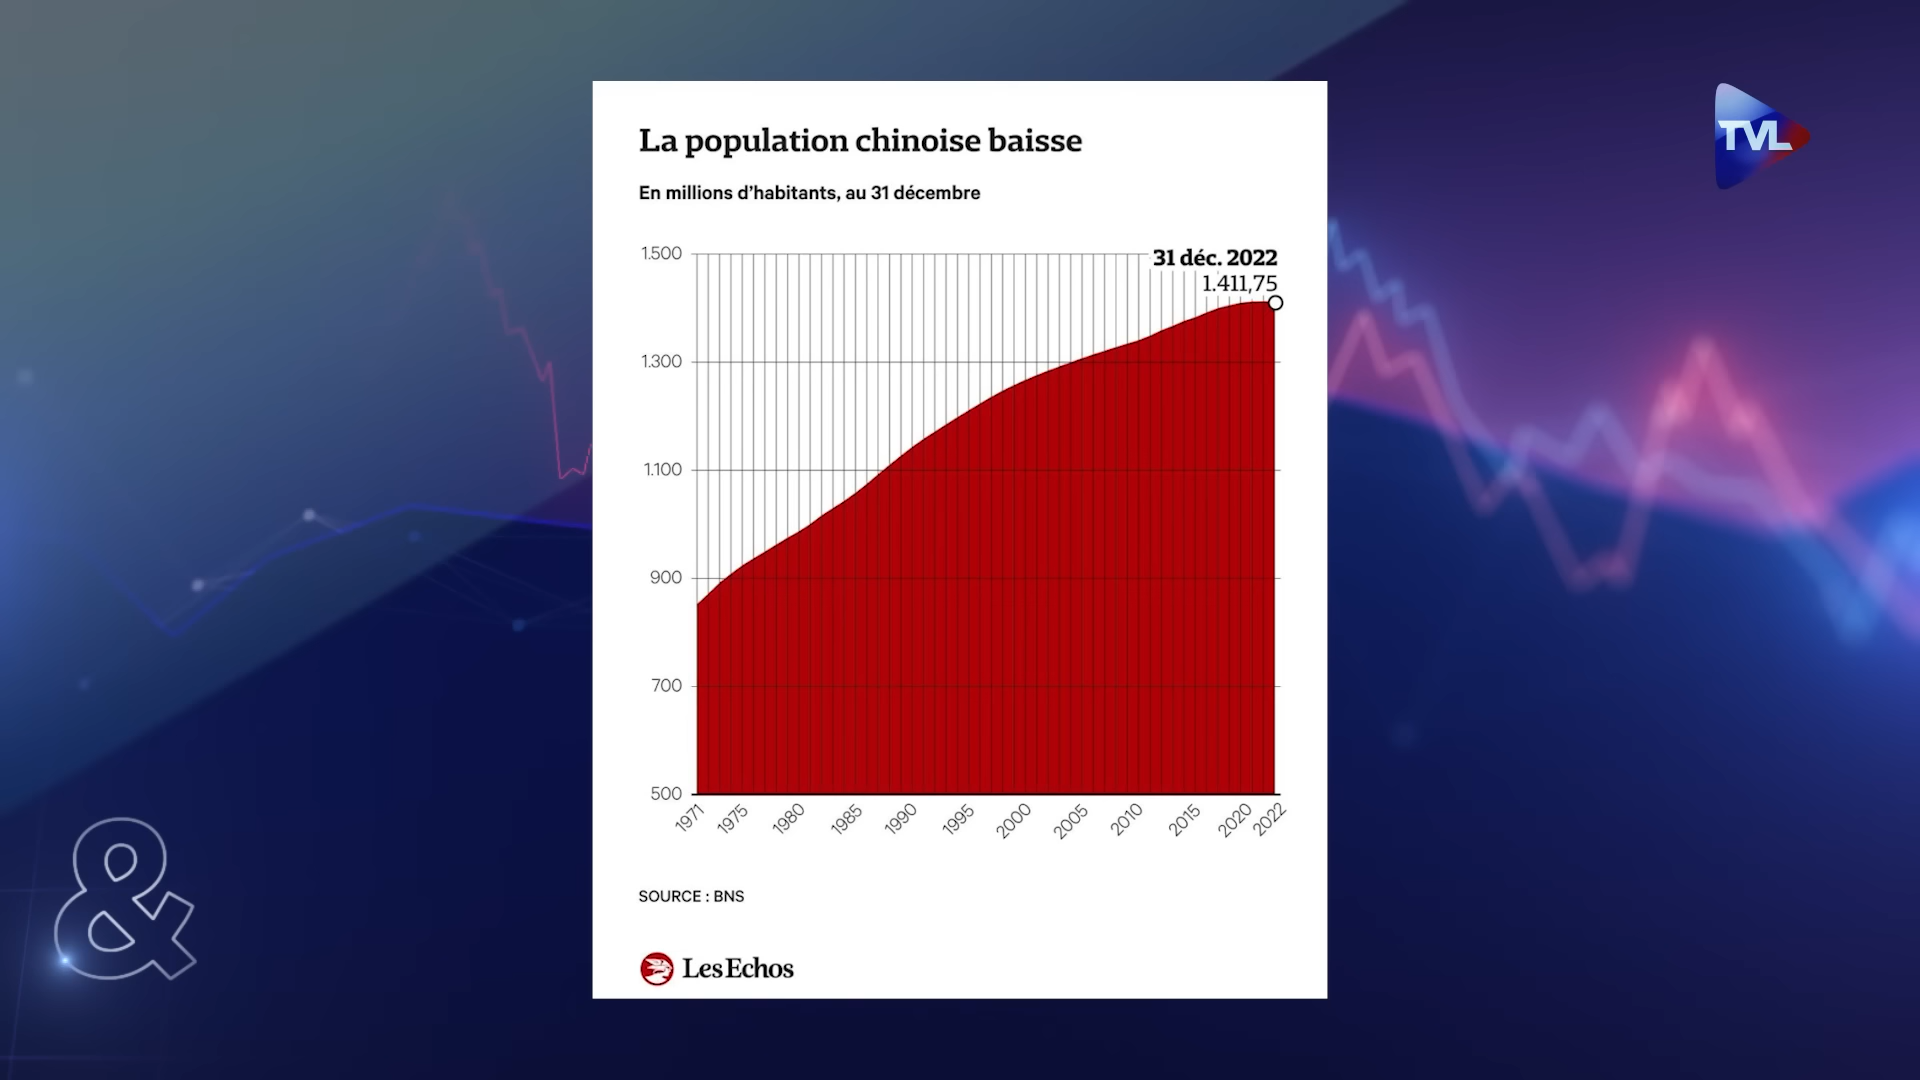 La population chinoise baisse
En millions d'habitants, au 31 décembre
TVL
1.500
31 déc. 2022
1.411,75
1.300
1.100
900
700
500
1971 1975 1980 1985 1990 1995 2000 2005 2010 2015 2020 2022
SOURCE : BNS
Les Echos
&